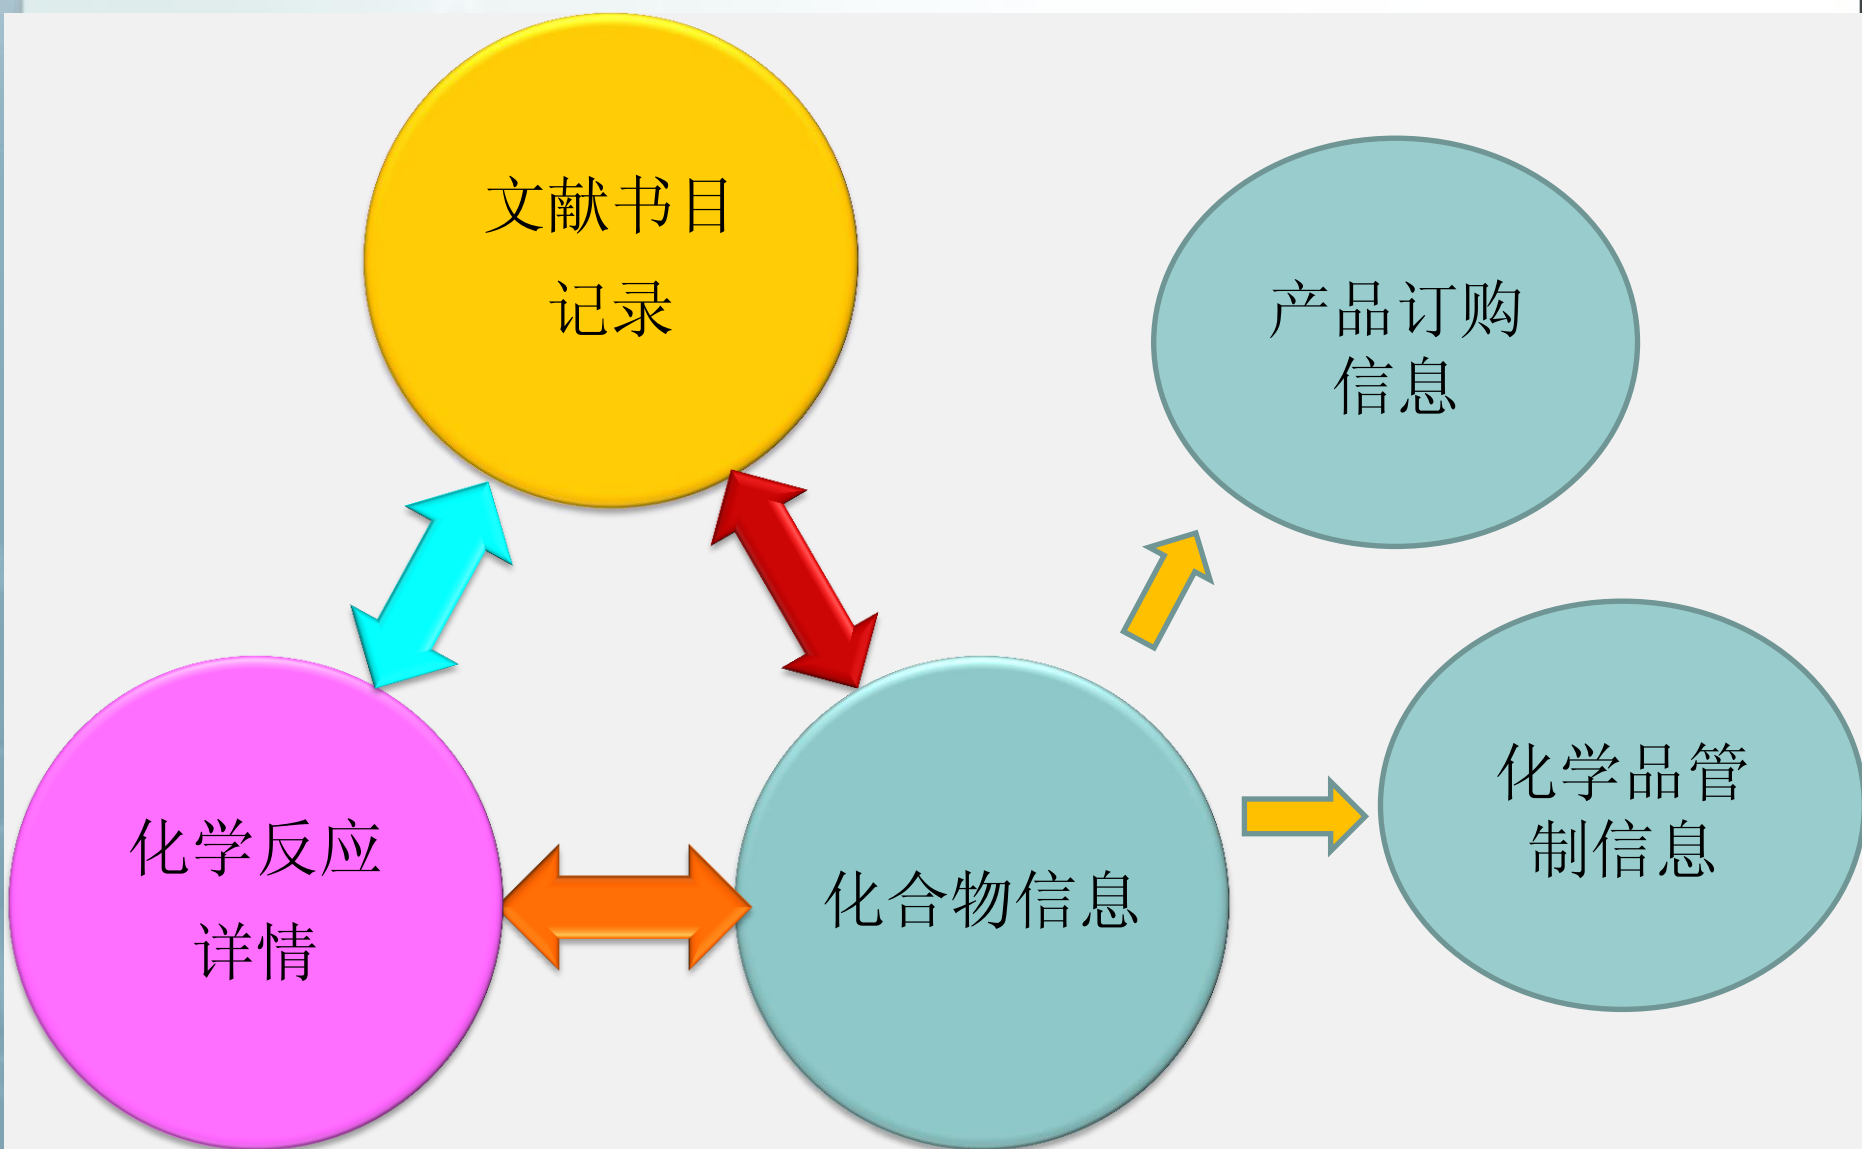 文献书目
记录
产品订购
信息
化学反应
详情
化合物信息
化学品管
制信息